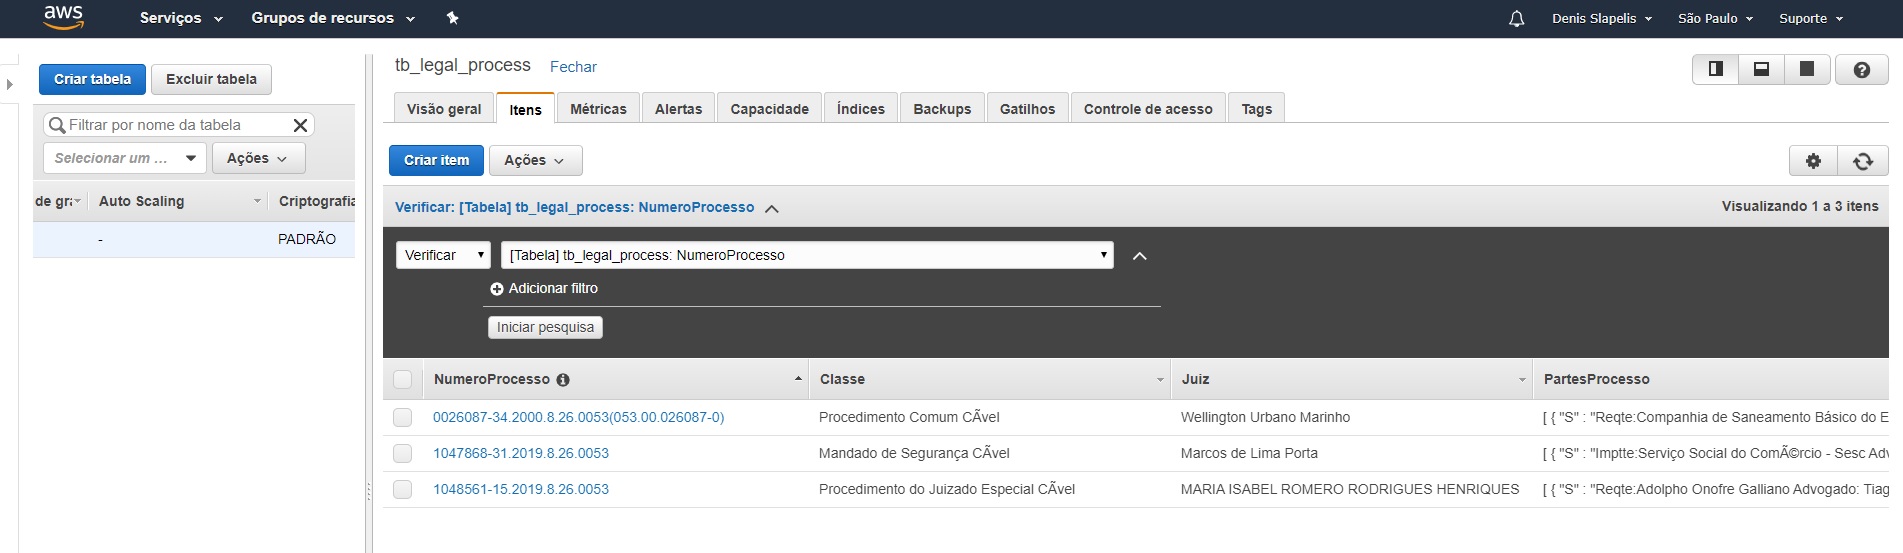 aws Serviços Grupos de recursos Denis Slapelis São Paulo Suporte
Criar tabela Excluir tabela
Filtrar por nome da tabela
Selecionar um ... Ações
de gra Auto Scaling Criptografia
- PADRÃO
tb_legal_process Fechar
Visão geral Itens Métricas Alertas Capacidade Índices Backups Gatilhos Controle de acesso Tags
Criar item Ações
Verificar: [Tabela] tb_legal_process: NumeroProcesso Visualizando 1 a 3 itens
Verificar [Tabela] tb_legal_process: NumeroProcesso
Adicionar filtro
Iniciar pesquisa
NumeroProcesso Classe Juiz PartesProcesso
0026087-34.2000.8.26.0053(053.00.026087-0) Procedimento Comum CÃvel Wellington Urbano Marinho [ { "S" : "Reqte:Companhia de Saneamento Básico do E
1047868-31.2019.8.26.0053 Mandado de Segurança CÃvel Marcos de Lima Porta [ { "S" : "Imptte:Serviço Social do ComÃ©rcio - Sesc Adv
1048561-15.2019.8.26.0053 Procedimento do Juizado Especial CÃvel MARIA ISABEL ROMERO RODRIGUES HENRIQUES [ { "S" : "Reqte:Adolpho Onofre Galliano Advogado: Tiag